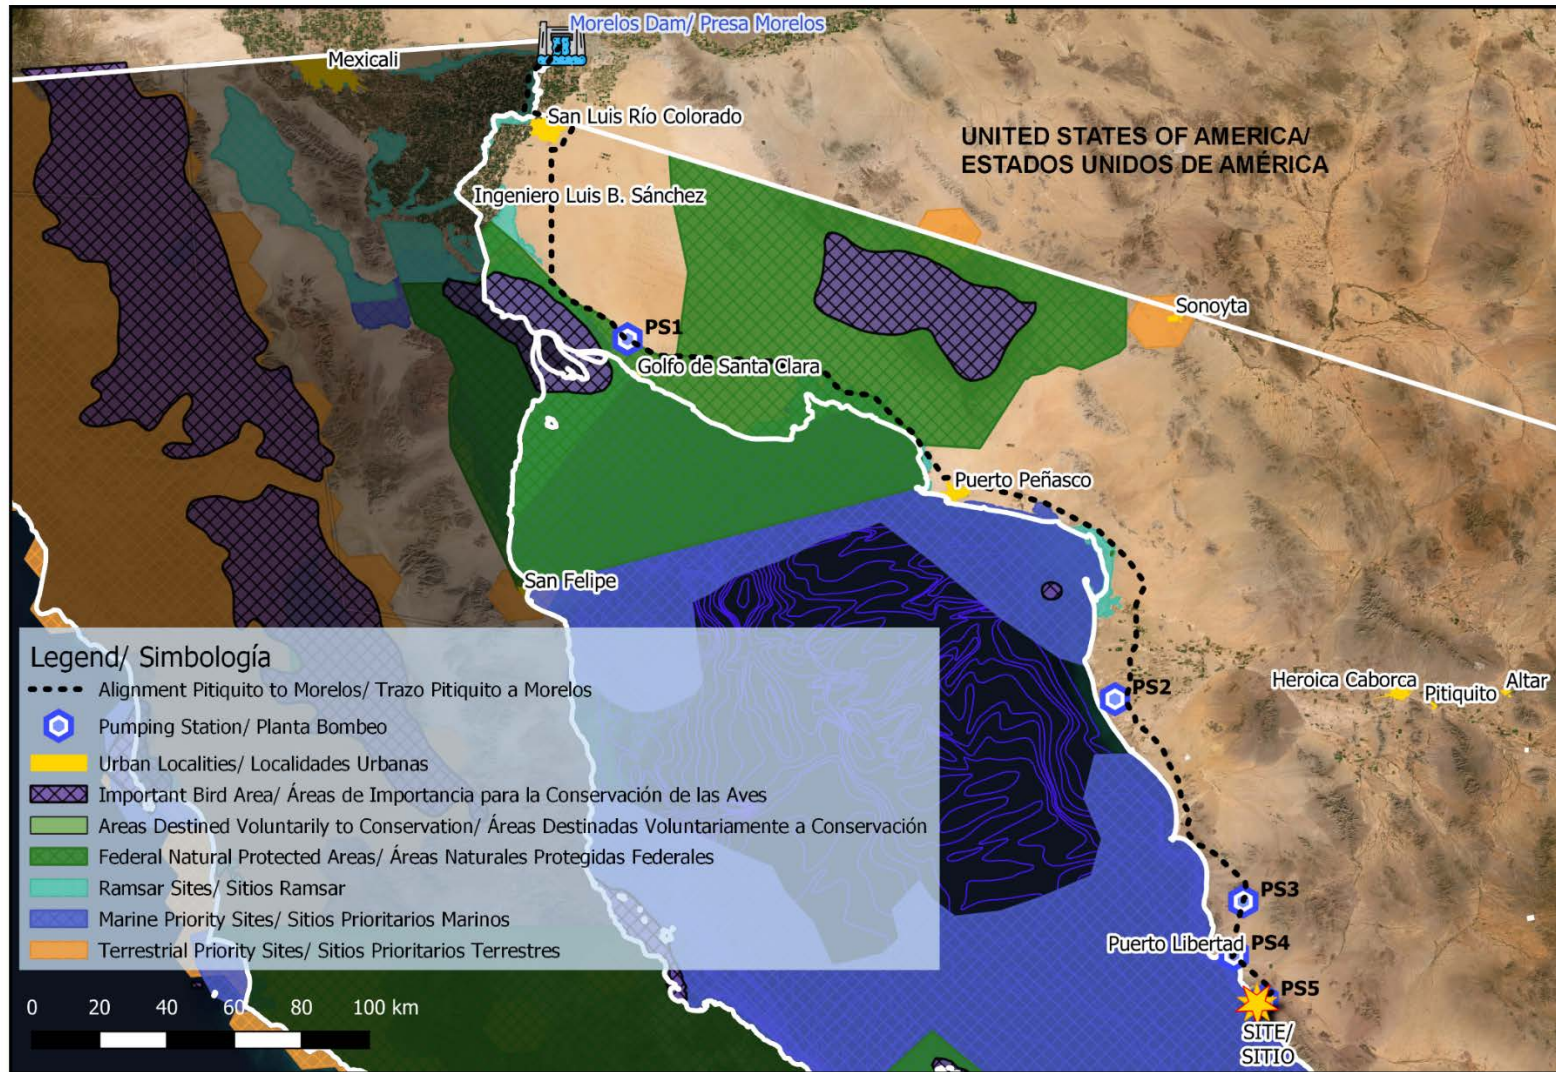 Morelos Dam/ Presa Morelos
Mexicali
San Luis Río Colorado
UNITED STATES OF AMERICA/
ESTADOS UNIDOS DE AMÉRICA
Ingeniero Luis B. Sánchez
Sonoyta
PS1
Golfo de Santa Clara
Puerto Peñasco
San Felipe
Legend/ Simbología
Alignment Pitiquito to Morelos/ Trazo Pitiquito a Morelos
Pumping Station/ Planta Bombeo
Urban Localities/ Localidades Urbanas
Important Bird Area/ Áreas de Importancia para la Conservación de las Aves
Areas Destined Voluntarily to Conservation/ Áreas Destinadas Voluntariamente a Conservación
Federal Natural Protected Areas/ Áreas Naturales Protegidas Federales
Ramsar Sites/ Sitios Ramsar
Marine Priority Sites/ Sitios Prioritarios Marinos
Terrestrial Priority Sites/ Sitios Prioritarios Terrestres
Heroica Caborca
Pitiquito
Altar
PS2
PS3
Puerto Libertad
PS4
PS5
SITE/
SITIO
0 20 40 60 80 100 km